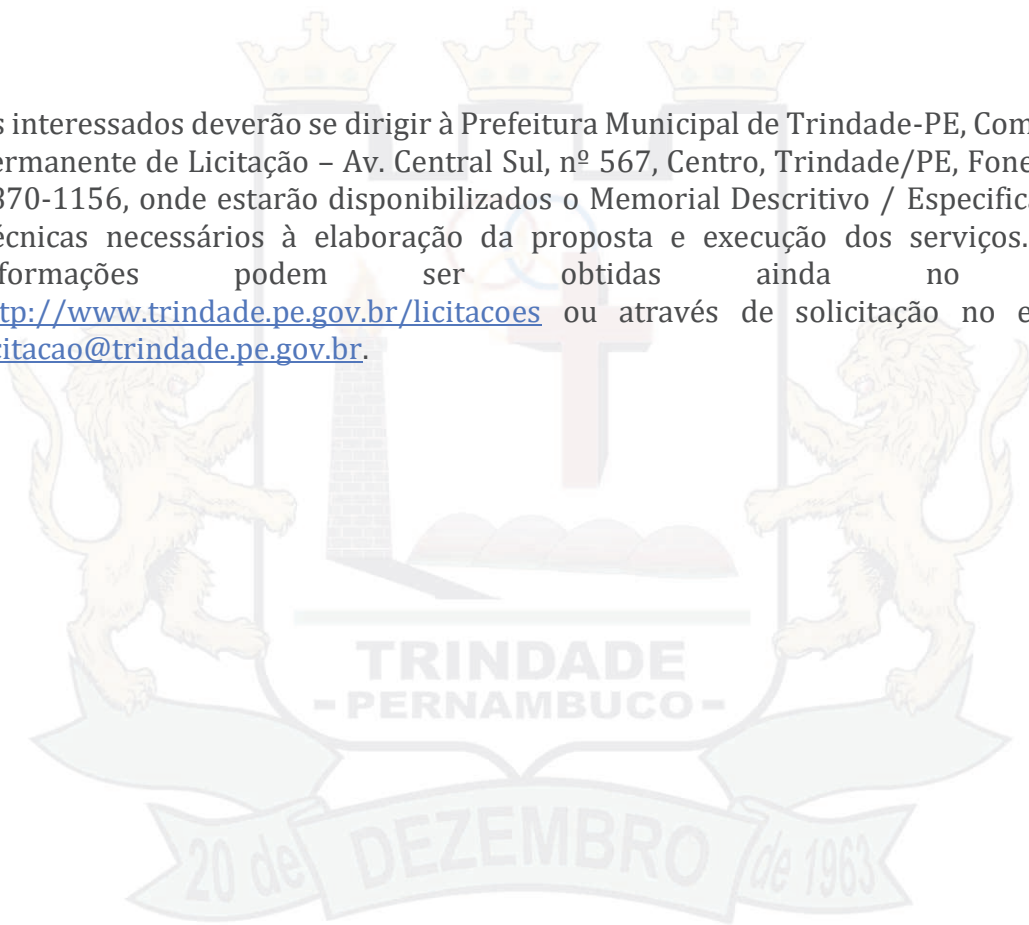 s interessados deverão se dirigir à Prefeitura Municipal de Trindade-PE, Com
ermanente de Licitação – Av. Central Sul, nº 567, Centro, Trindade/PE, Fone
870-1156, onde estarão disponibilizados o Memorial Descritivo / Especifica
écnicas necessários à elaboração da proposta e execução dos serviços.
formações podem ser obtidas ainda no
tp://www.trindade.pe.gov.br/licitacoes ou através de solicitação no e
citacao@trindade.pe.gov.br.
TRINDADE
- PERNAMBUCO -
20 de DEZEMBRO de 1963